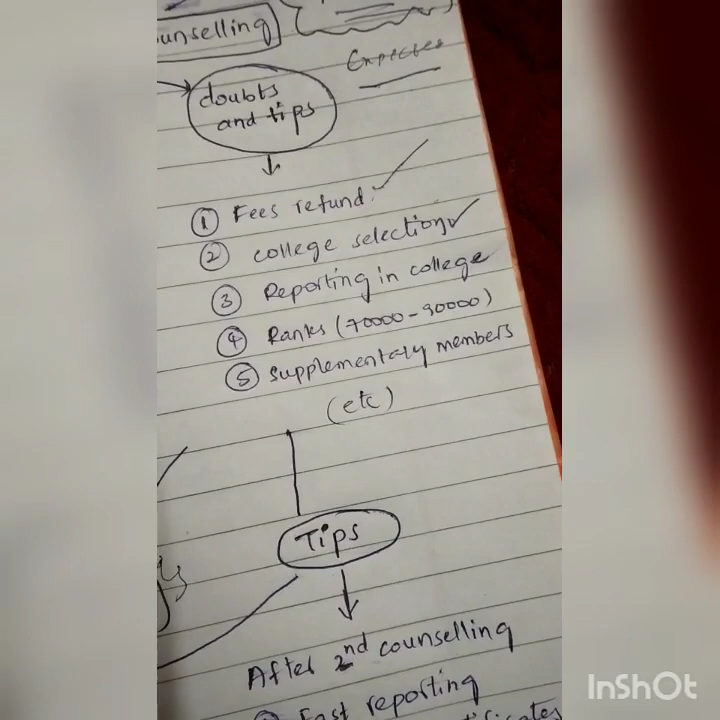 unselling
doubts
and tips
① Fees refund.
② college selection
③ Reporting in college
④ Ranks (70000-90000)
⑤ supplementary members
(etc)
Tips
After 2nd counselling
Fast reporting
InShOt